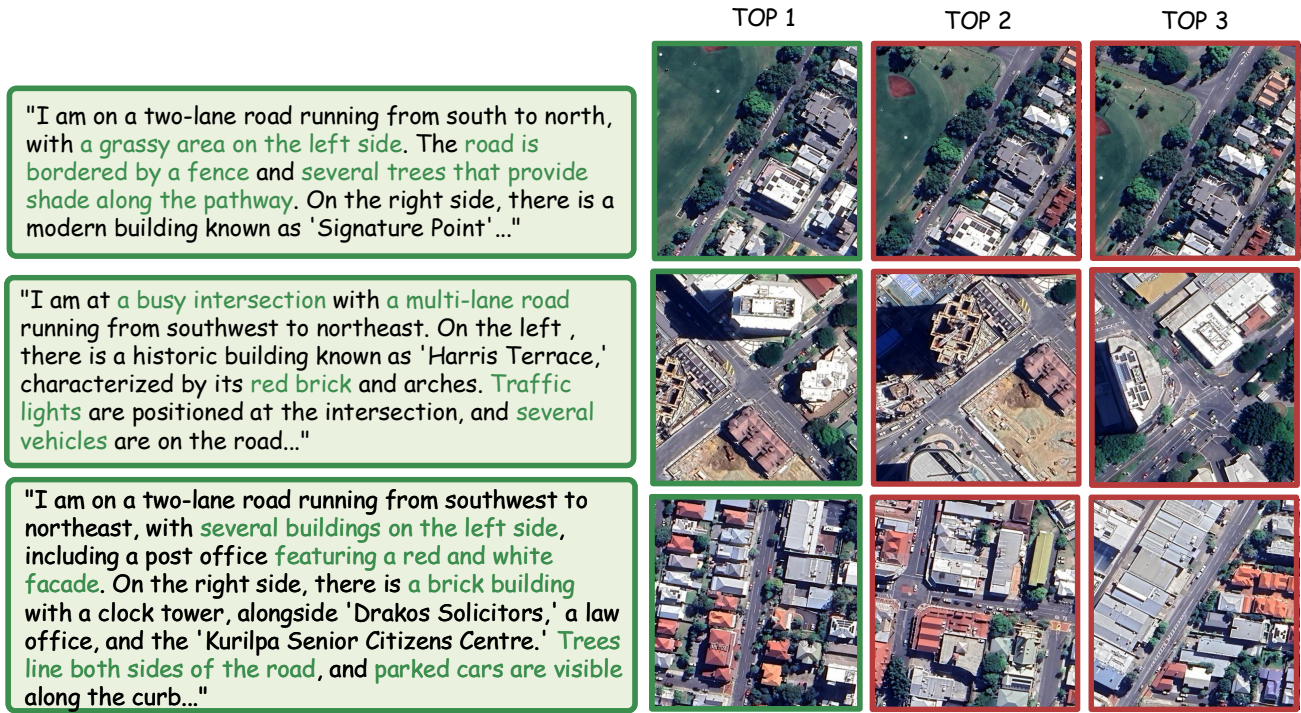 TOP 1
TOP 2
TOP 3
"I am on a two-lane road running from south to north,
with a grassy area on the left side. The road is
bordered by a fence and several trees that provide
shade along the pathway. On the right side, there is a
modern building known as 'Signature Point'..."
"I am at a busy intersection with a multi-lane road
running from southwest to northeast. On the left ,
there is a historic building known as 'Harris Terrace,'
characterized by its red brick and arches. Traffic
lights are positioned at the intersection, and several
vehicles are on the road..."
"I am on a two-lane road running from southwest to
northeast, with several buildings on the left side,
including a post office featuring a red and white
facade. On the right side, there is a brick building
with a clock tower, alongside 'Drakos Solicitors,' a law
office, and the 'Kurilpa Senior Citizens Centre.' Trees
line both sides of the road, and parked cars are visible
along the curb..."